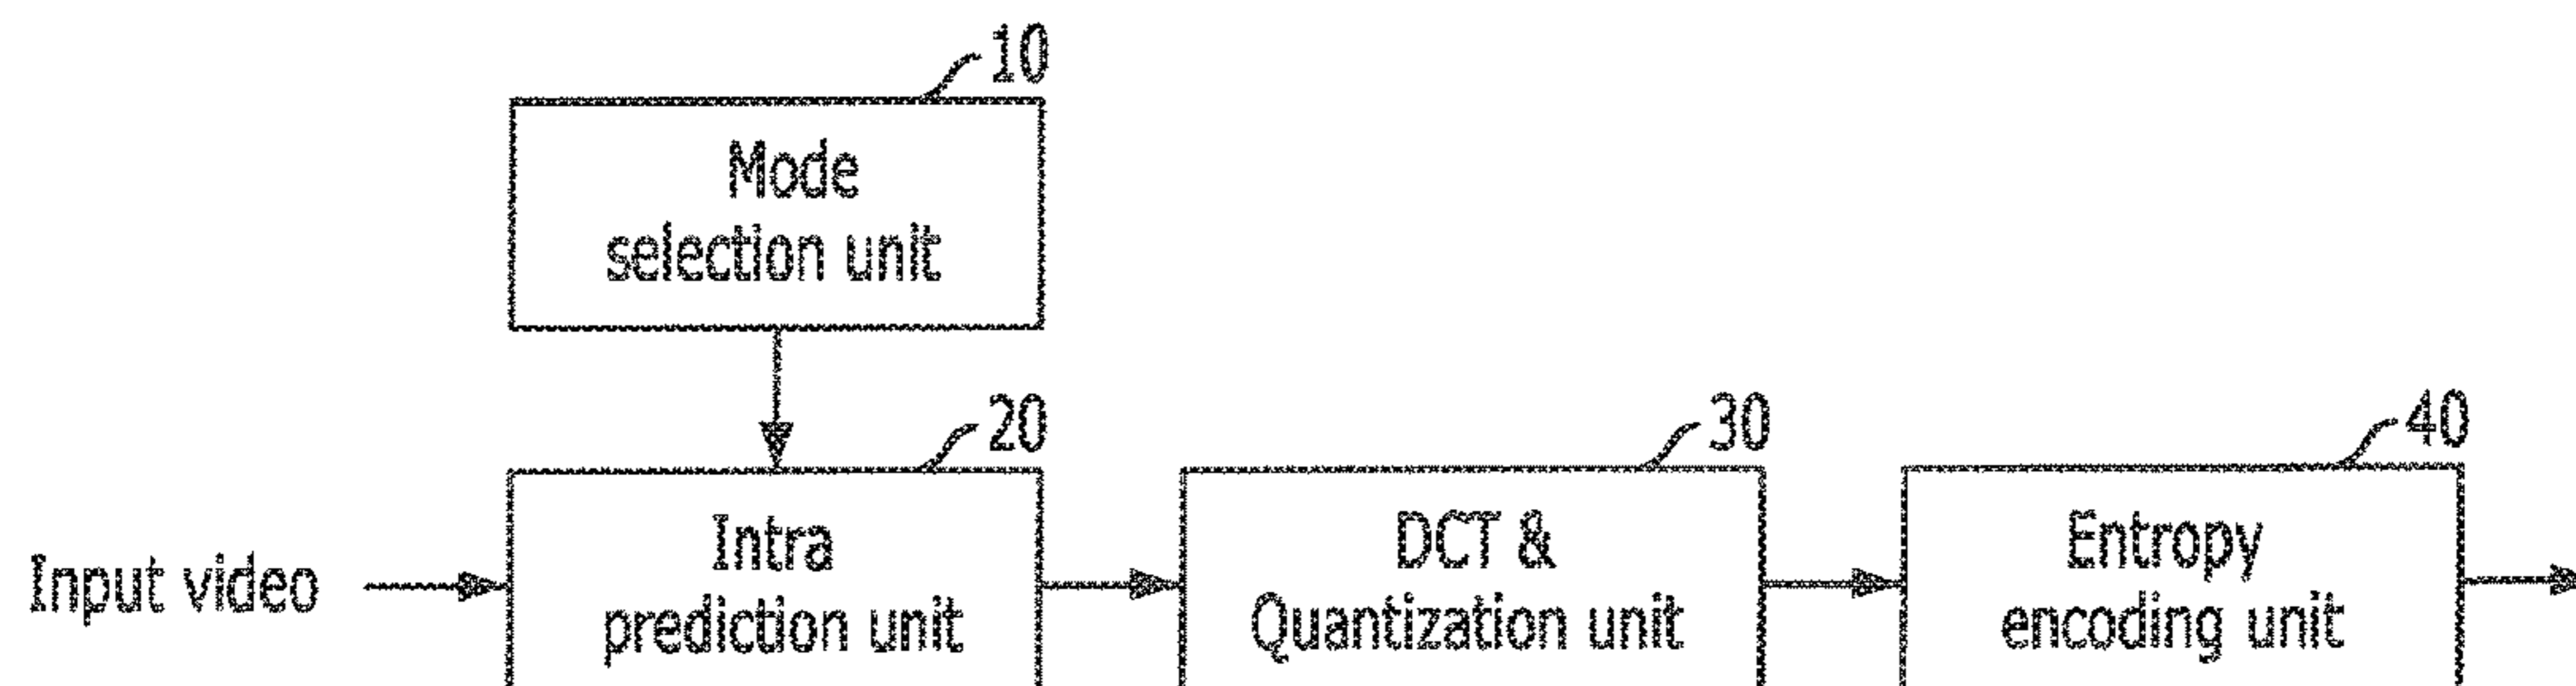 10
Mode
selection unit
20
30
40
Input video
Intra
prediction unit
DCT &
Quantization unit
Entropy
encoding unit